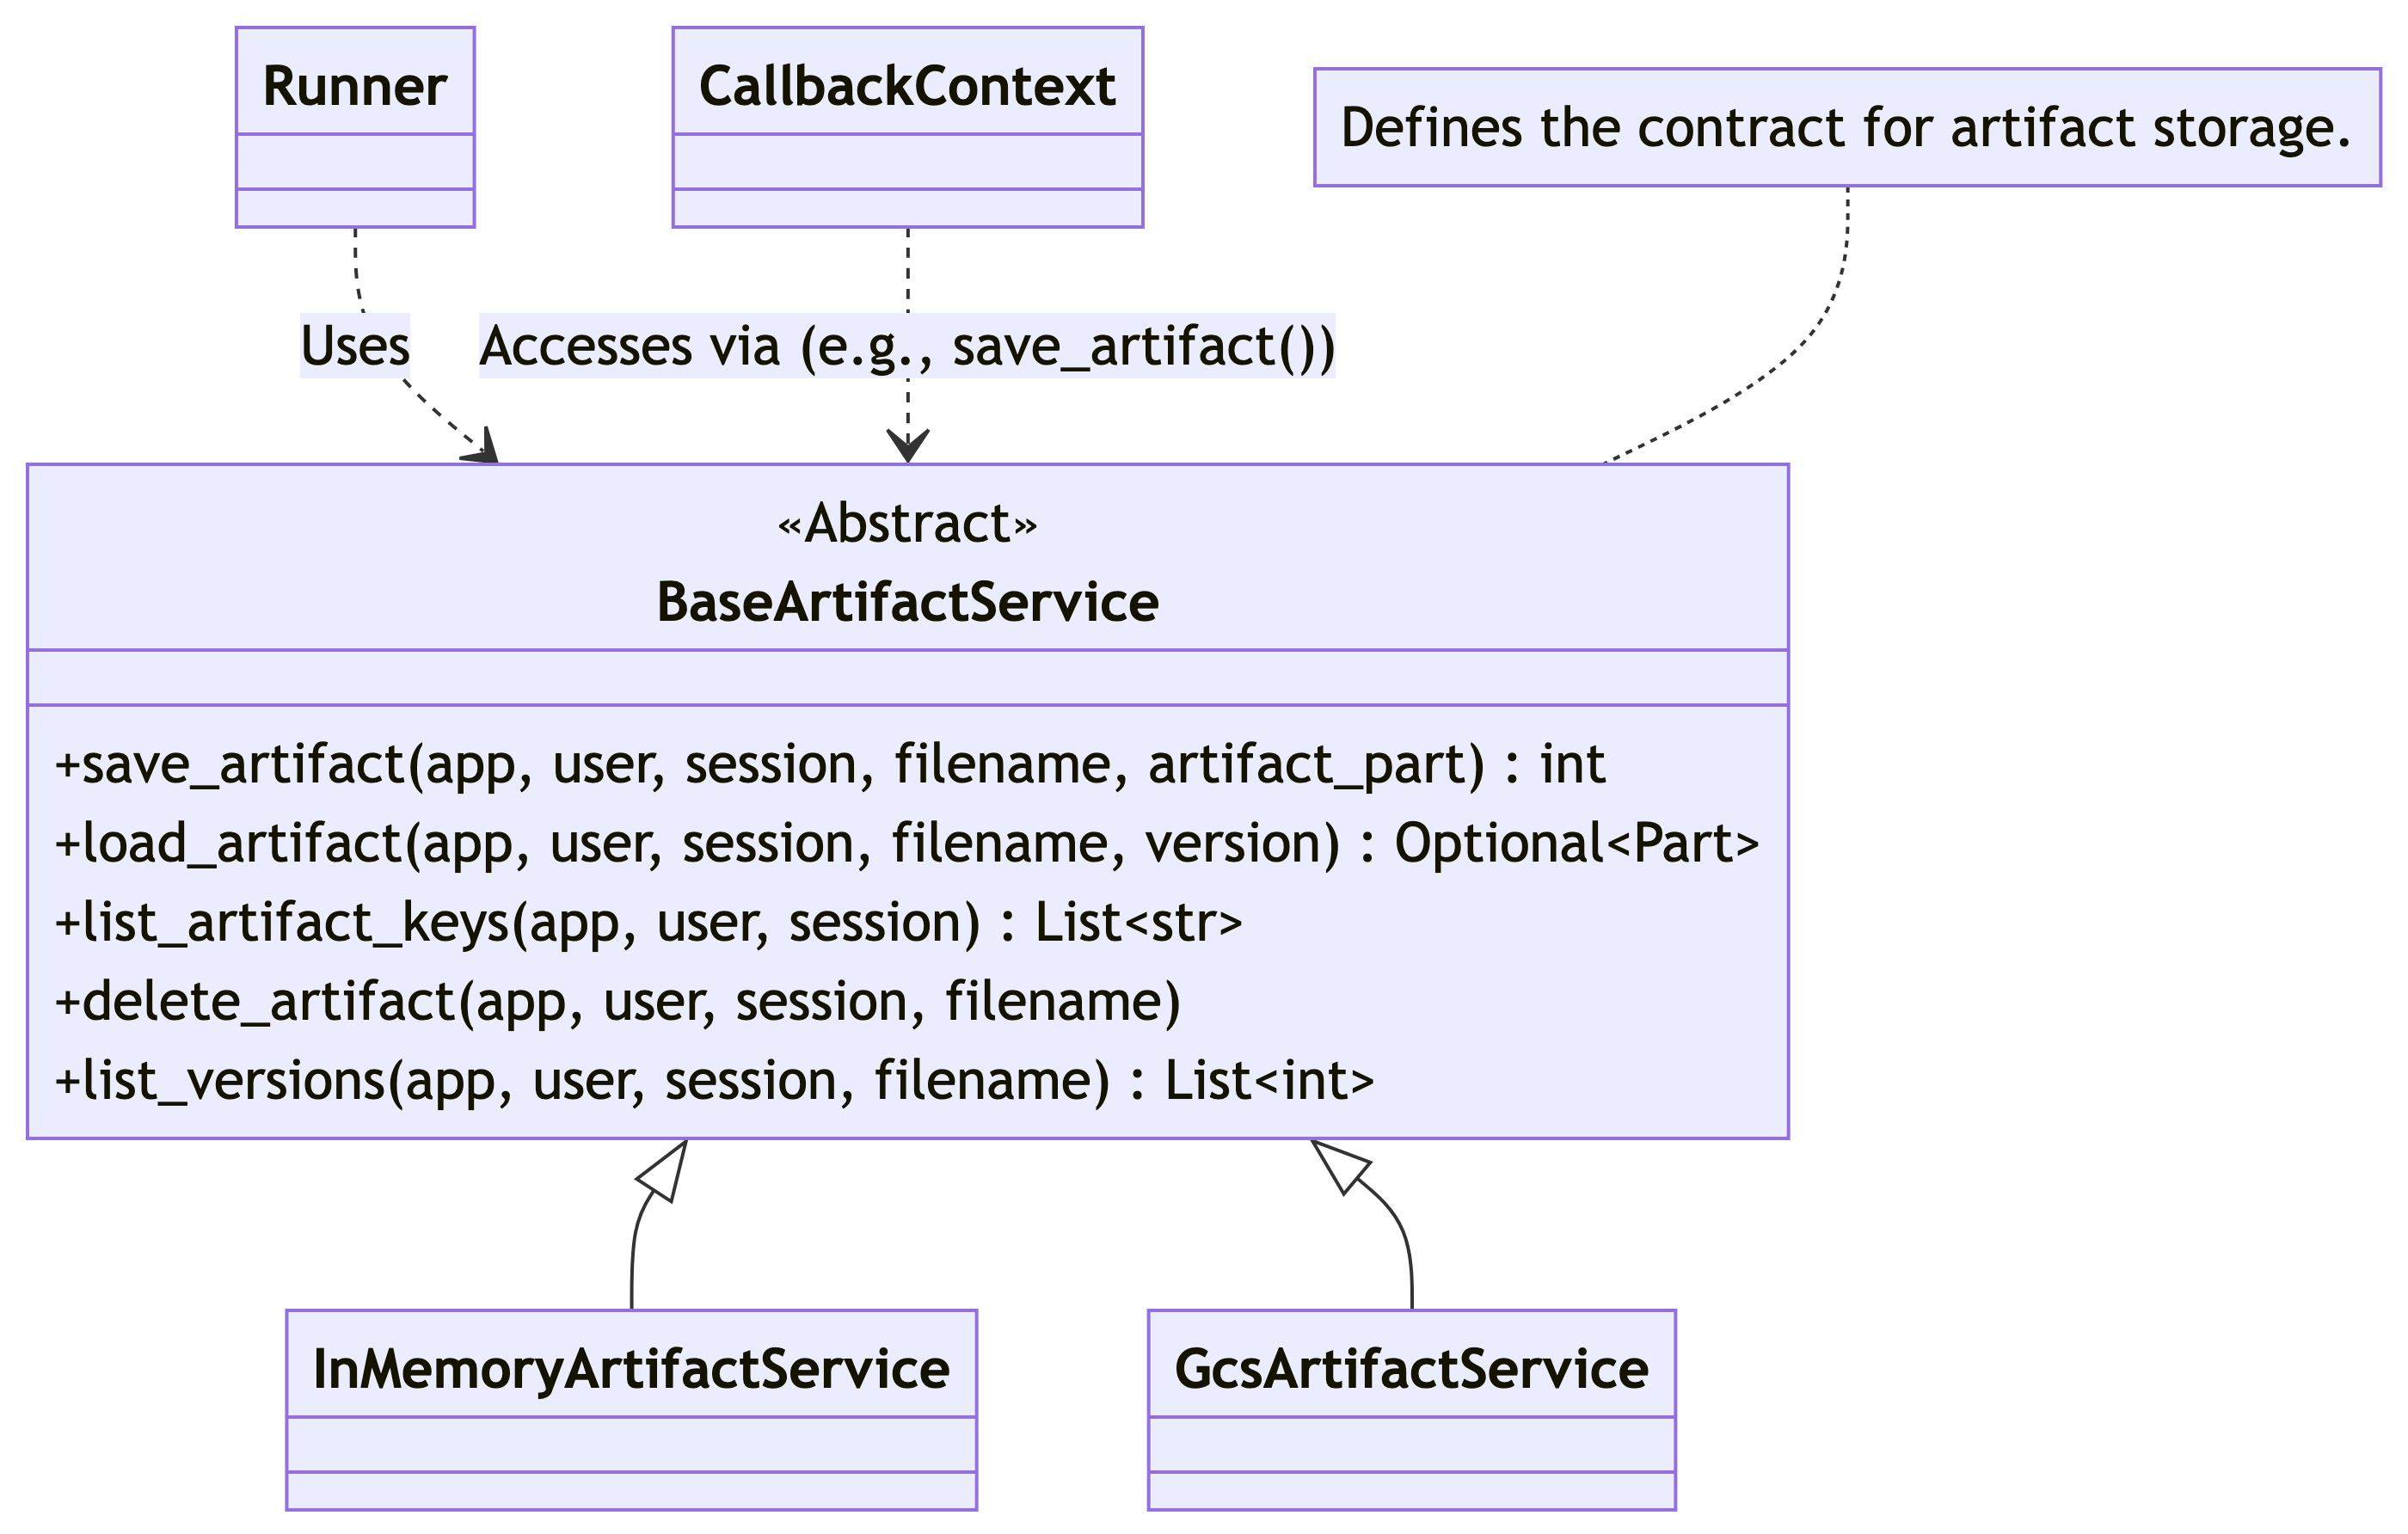 Runner
CallbackContext
Defines the contract for artifact storage.
Uses
Accesses via (e.g., save_artifact())
«Abstract»
BaseArtifactService
+save_artifact(app, user, session, filename, artifact_part) : int
+load_artifact(app, user, session, filename, version) : Optional<Part>
+list_artifact_keys(app, user, session) : List<str>
+delete_artifact(app, user, session, filename)
+list_versions(app, user, session, filename) : List<int>
InMemoryArtifactService
GcsArtifactService